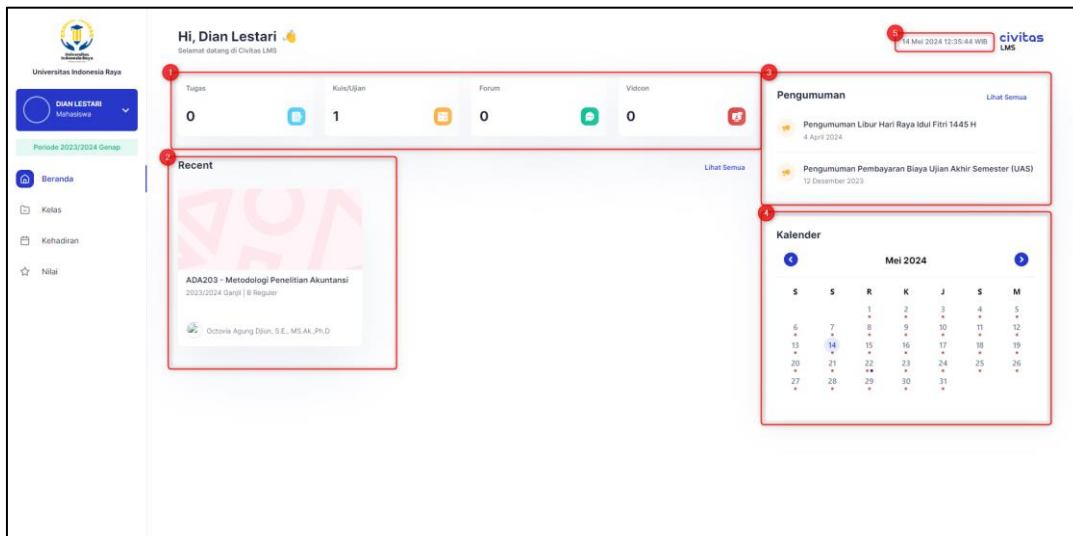 Universitas
Indonesia Raya
Universitas Indonesia Raya
DIAN LESTARI
Mahasiswa
Periode 2023/2024 Genap
Beranda
Kelas
Kehadiran
Nilai
Hi, Dian Lestari 👋
Selamat datang di Civitas LMS
5
14 Mei 2024 12:35:44 WIB
civitas
LMS
1
Tugas
0
Kuis/Ujian
1
Forum
0
Vidcon
0
2
Recent
Lihat Semua
ADA203 - Metodologi Penelitian Akuntansi
2023/2024 Ganjil | B Reguler
Octovia Agung Djian, S.E., MS.Ak.,Ph.D
3
Pengumuman
Lihat Semua
Pengumuman Libur Hari Raya Idul Fitri 1445 H
4 April 2024
Pengumuman Pembayaran Biaya Ujian Akhir Semester (UAS)
12 Desember 2023
4
Kalender
Mei 2024
S S R K J S M
1 2 3 4 5
6 7 8 9 10 11 12
13 14 15 16 17 18 19
20 21 22 23 24 25 26
27 28 29 30 31